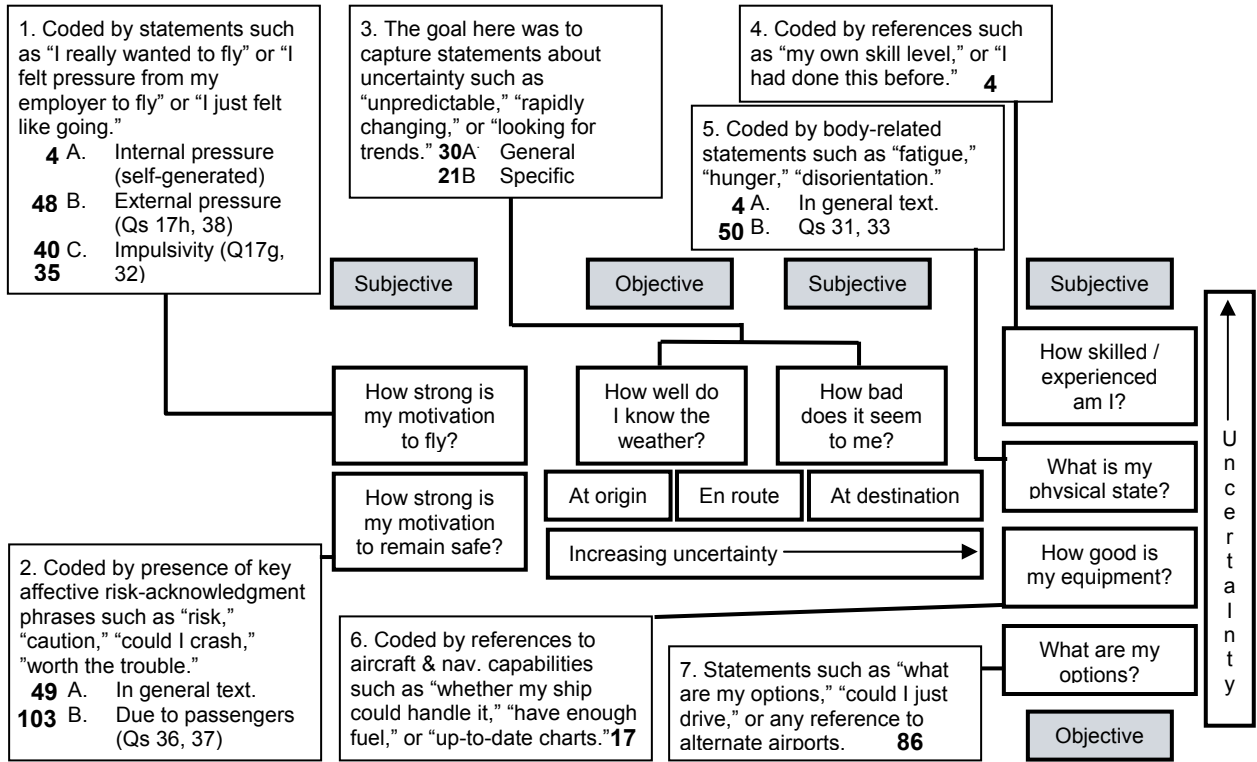 1. Coded by statements such
as “I really wanted to fly” or “I
felt pressure from my
employer to fly” or “I just felt
like going.”
4 A. Internal pressure
(self-generated)
48 B. External pressure
(Qs 17h, 38)
40 C. Impulsivity (Q17g,
35 32)
3. The goal here was to
capture statements about
uncertainty such as
“unpredictable,” “rapidly
changing,” or “looking for
trends.” 30A General
21B Specific
4. Coded by references such
as “my own skill level,” or “I
had done this before.” 4
5. Coded by body-related
statements such as “fatigue,”
“hunger,” “disorientation.”
4 A. In general text.
50 B. Qs 31, 33
Subjective
Objective
Subjective
Subjective
How strong is
my motivation
to fly?
How well do
I know the
weather?
How bad
does it seem
to me?
How skilled /
experienced
am I?
How strong is
my motivation
to remain safe?
At origin
En route
At destination
Increasing uncertainty
What is my
physical state?
How good is
my equipment?
What are my
options?
Objective
UncertaInty
2. Coded by presence of key
affective risk-acknowledgment
phrases such as “risk,”
“caution,” “could I crash,”
”worth the trouble.”
49 A. In general text.
103 B. Due to passengers
(Qs 36, 37)
6. Coded by references to
aircraft & nav. capabilities
such as “whether my ship
could handle it,” “have enough
fuel,” or “up-to-date charts.”17
7. Statements such as “what
are my options,” “could I just
drive,” or any reference to
alternate airports. 86